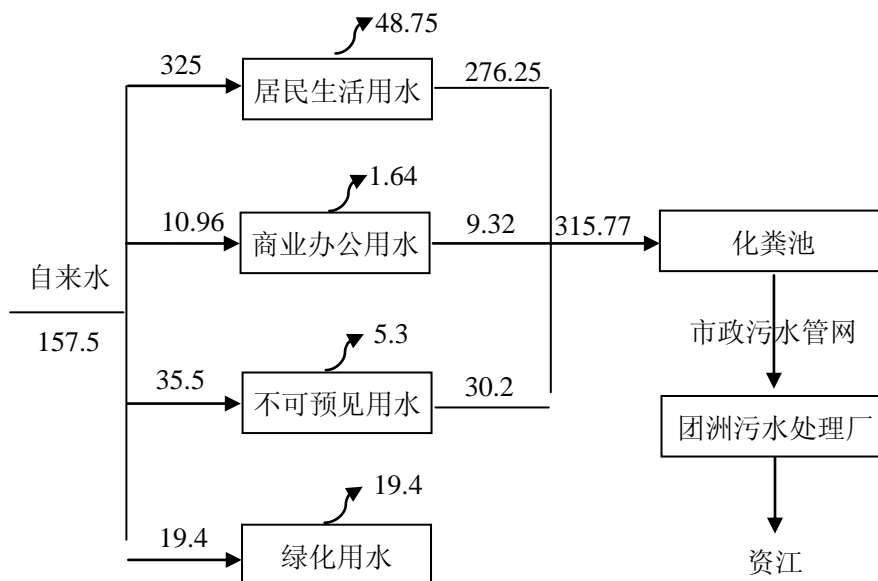 48.75
325
居民生活用水
276.25
1.64
10.96
商业办公用水
9.32
315.77
化粪池
自来水
157.5
市政污水管网
5.3
35.5
不可预见用水
30.2
团洲污水处理厂
19.4
19.4
绿化用水
资江